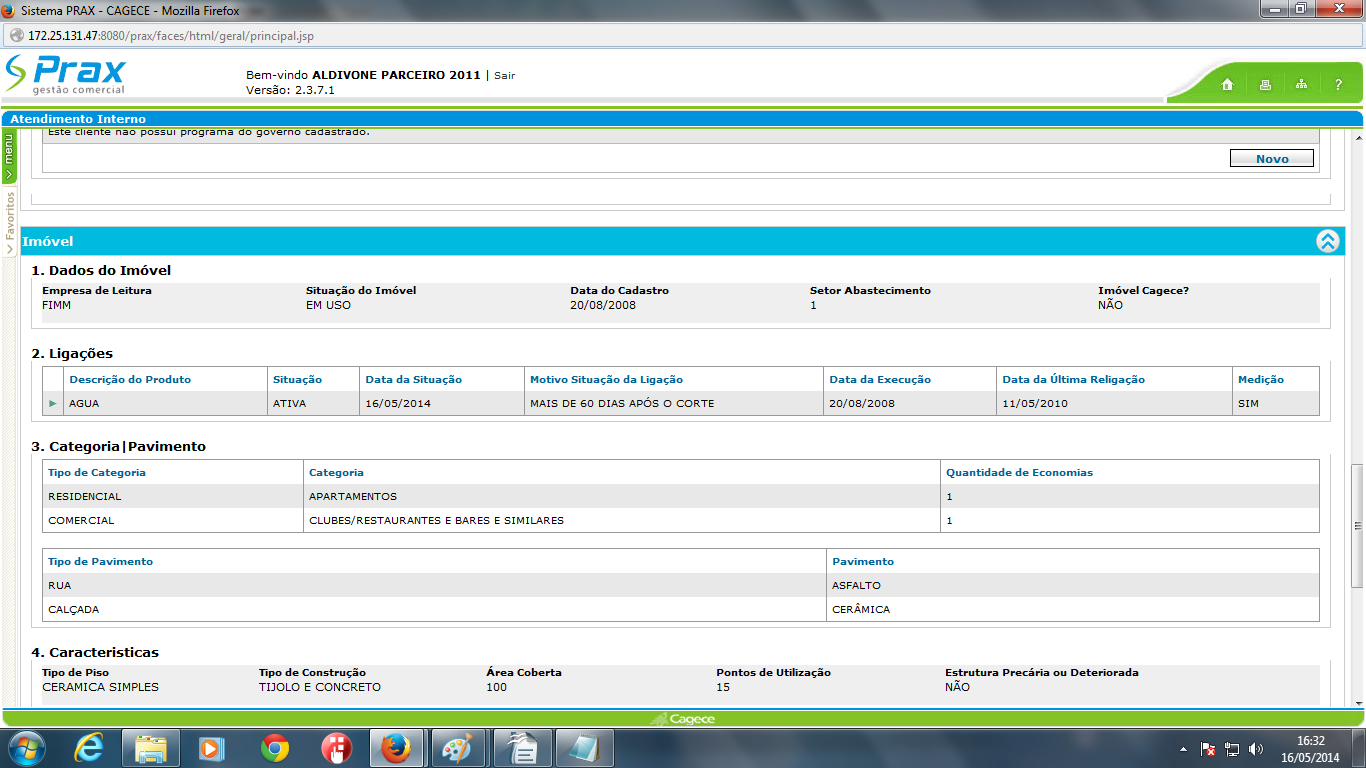 Sistema PRAX - CAGECE - Mozilla Firefox
172.25.131.47:8080/prax/faces/html/geral/principal.jsp
Prax
gestão comercial
Bem-vindo ALDIVONE PARCEIRO 2011 | Sair
Versão: 2.3.7.1
?
Atendimento Interno
menu
Favoritos
Este cliente não possui programa do governo cadastrado.
Novo
Imóvel
1. Dados do Imóvel
Empresa de Leitura Situação do Imóvel Data do Cadastro Setor Abastecimento Imóvel Cagece?
FIMM EM USO 20/08/2008 1 NÃO
2. Ligações
Descrição do Produto Situação Data da Situação Motivo Situação da Ligação Data da Execução Data da Última Religação Medição
AGUA ATIVA 16/05/2014 MAIS DE 60 DIAS APÓS O CORTE 20/08/2008 11/05/2010 SIM
3. Categoria|Pavimento
Tipo de Categoria Categoria Quantidade de Economias
RESIDENCIAL APARTAMENTOS 1
COMERCIAL CLUBES/RESTAURANTES E BARES E SIMILARES 1
Tipo de Pavimento Pavimento
RUA ASFALTO
CALÇADA CERÂMICA
4. Caracteristicas
Tipo de Piso Tipo de Construção Área Coberta Pontos de Utilização Estrutura Precária ou Deteriorada
CERAMICA SIMPLES TIJOLO E CONCRETO 100 15 NÃO
Cagece
16:32
16/05/2014